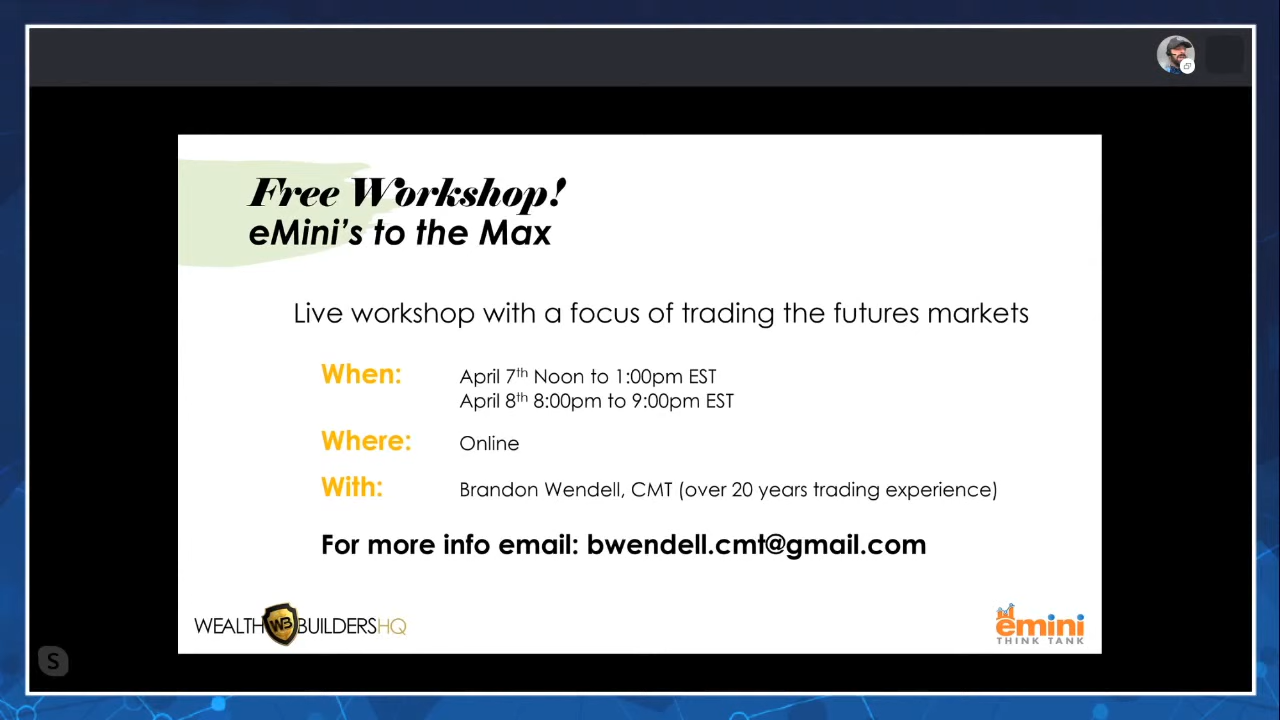 Free Workshop!
eMini's to the Max
Live workshop with a focus of trading the futures markets
When: April 7th Noon to 1:00pm EST
April 8th 8:00pm to 9:00pm EST
Where: Online
With: Brandon Wendell, CMT (over 20 years trading experience)
For more info email: bwendell.cmt@gmail.com
WEALTH WB BUILDERSHQ
emini
THINK TANK
S